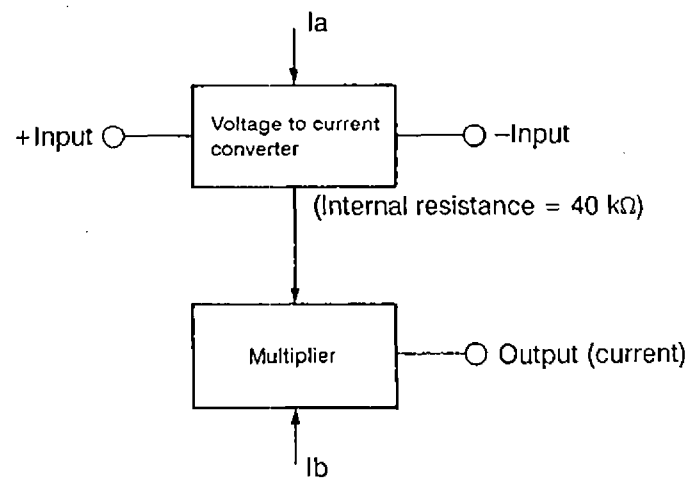 Ia
+Input
Voltage to current
converter
–Input
(Internal resistance = 40 kΩ)
Multiplier
Output (current)
Ib